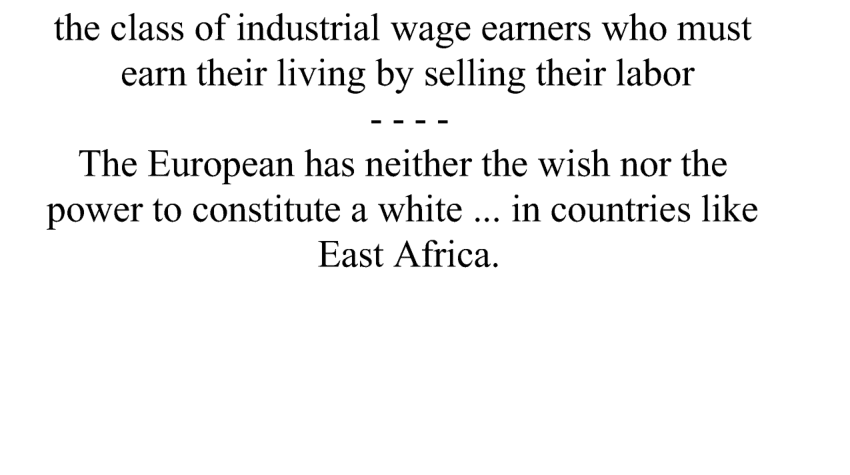 the class of industrial wage earners who must
earn their living by selling their labor
- - - -
The European has neither the wish nor the
power to constitute a white ... in countries like
East Africa.